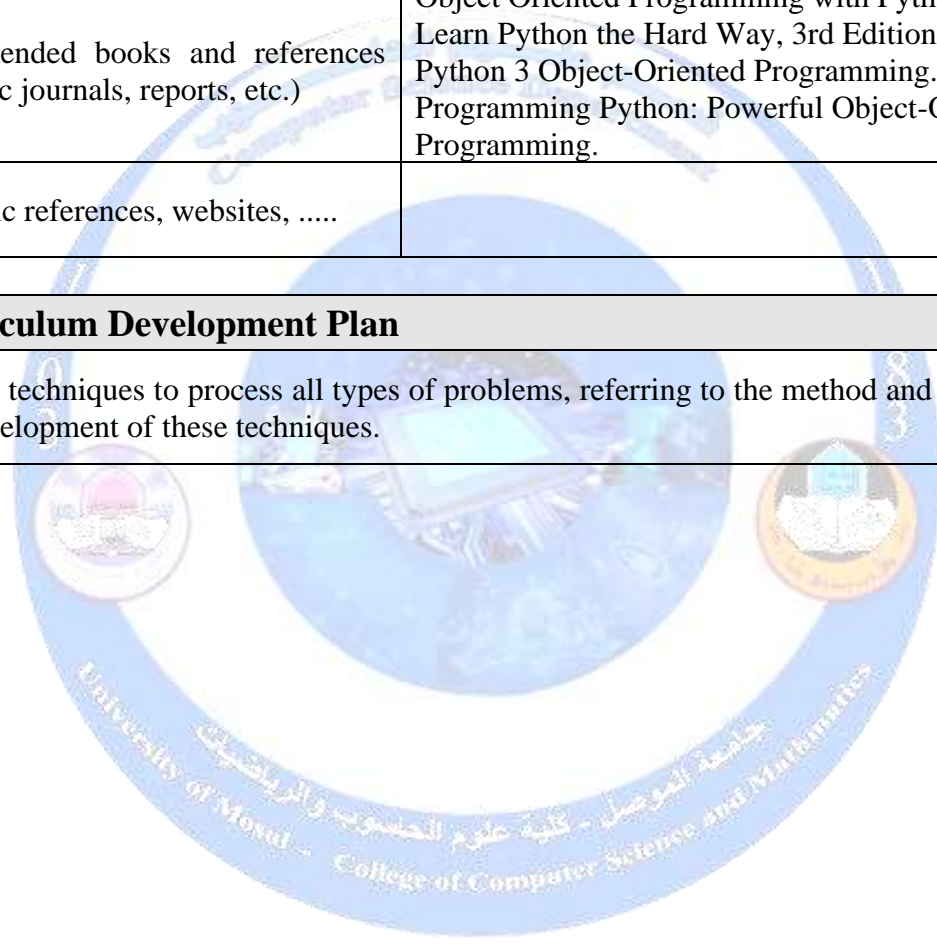 Object Oriented Programming with Pyth
Learn Python the Hard Way, 3rd Edition
ended books and references
Python 3 Object-Oriented Programming.
c journals, reports, etc.)
Programming Python: Powerful Object-O
Programming.
c references, websites, .....
culum Development Plan
techniques to process all types of problems, referring to the method and
elopment of these techniques.
Computer Science Department
University of Mosul - College of Computer Science and Mathematics
جامعة الموصل - كلية علوم الحاسوب والرياضيات